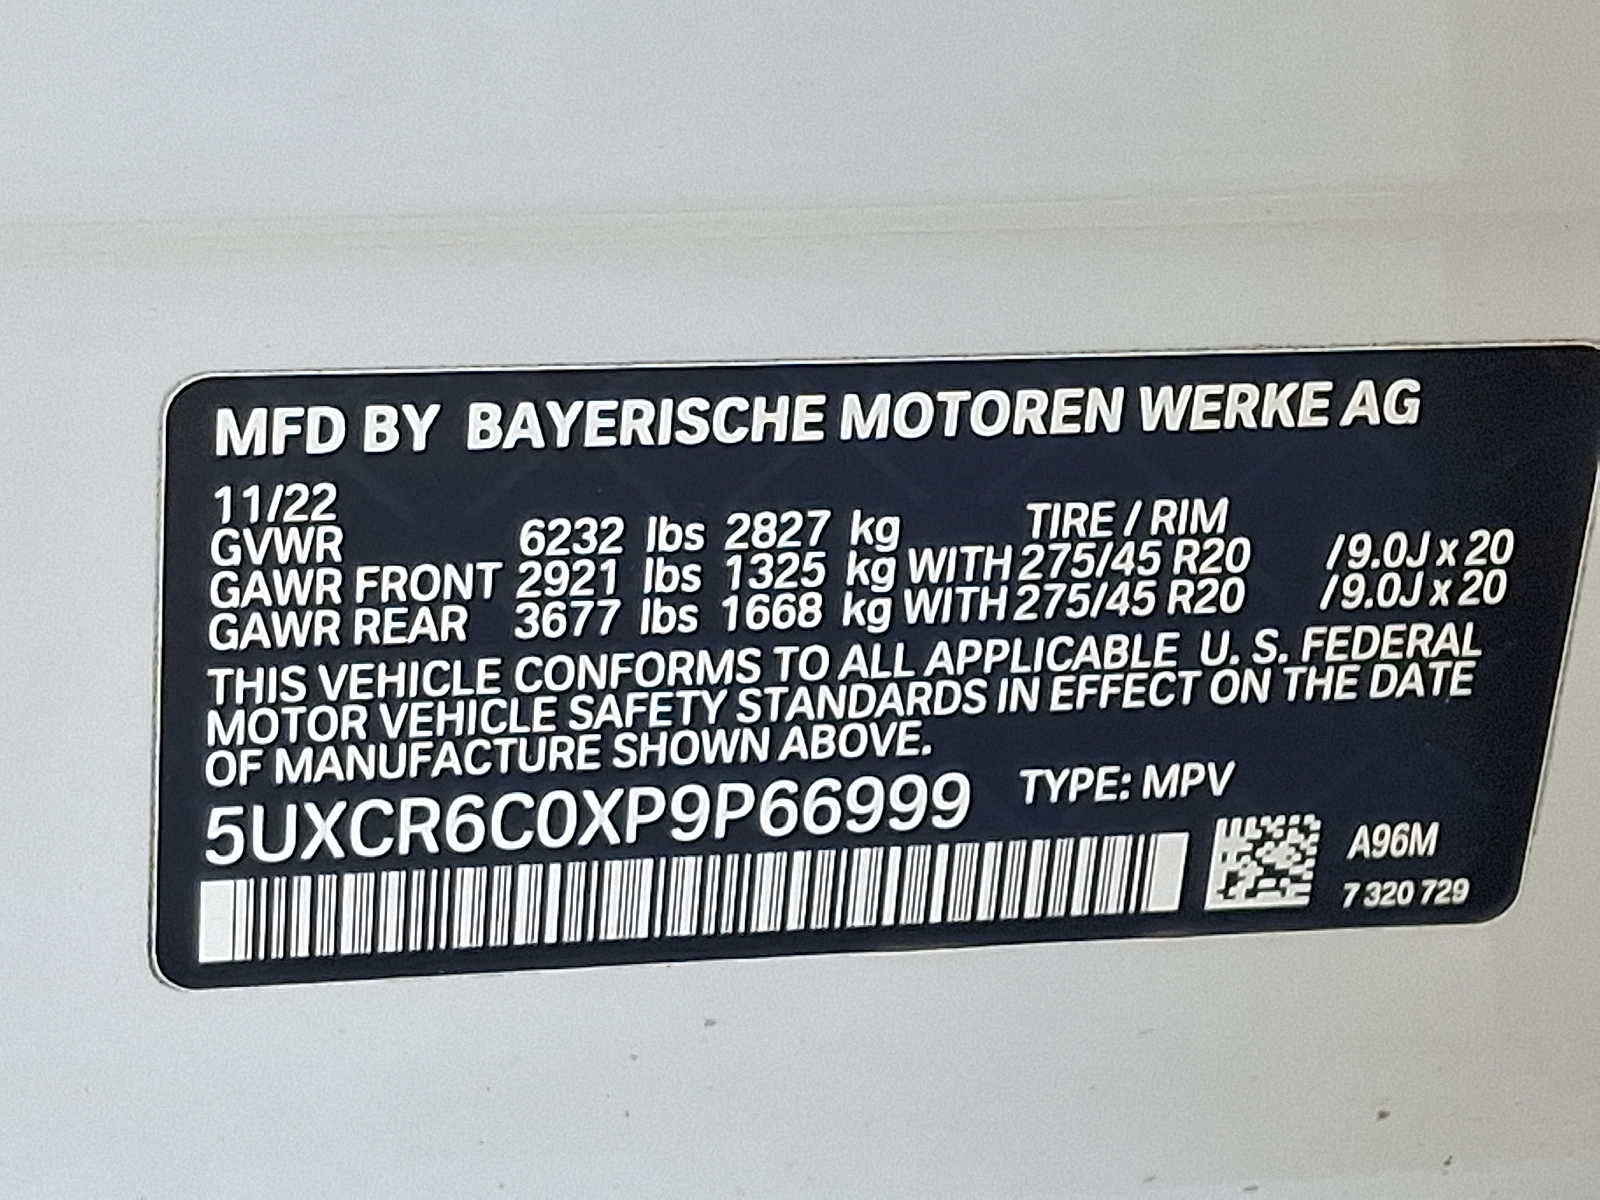 MFD BY BAYERISCHE MOTOREN WERKE AG
11/22
TIRE / RIM
GVWR 6232 lbs 2827 kg
GAWR FRONT 2921 lbs 1325 kg WITH 275/45 R20 /9.0J x 20
GAWR REAR 3677 lbs 1668 kg WITH 275/45 R20 /9.0J x 20
THIS VEHICLE CONFORMS TO ALL APPLICABLE U. S. FEDERAL
MOTOR VEHICLE SAFETY STANDARDS IN EFFECT ON THE DATE
OF MANUFACTURE SHOWN ABOVE.
5UXCR6C0XP9P66999 TYPE: MPV
A96M
7 320 729